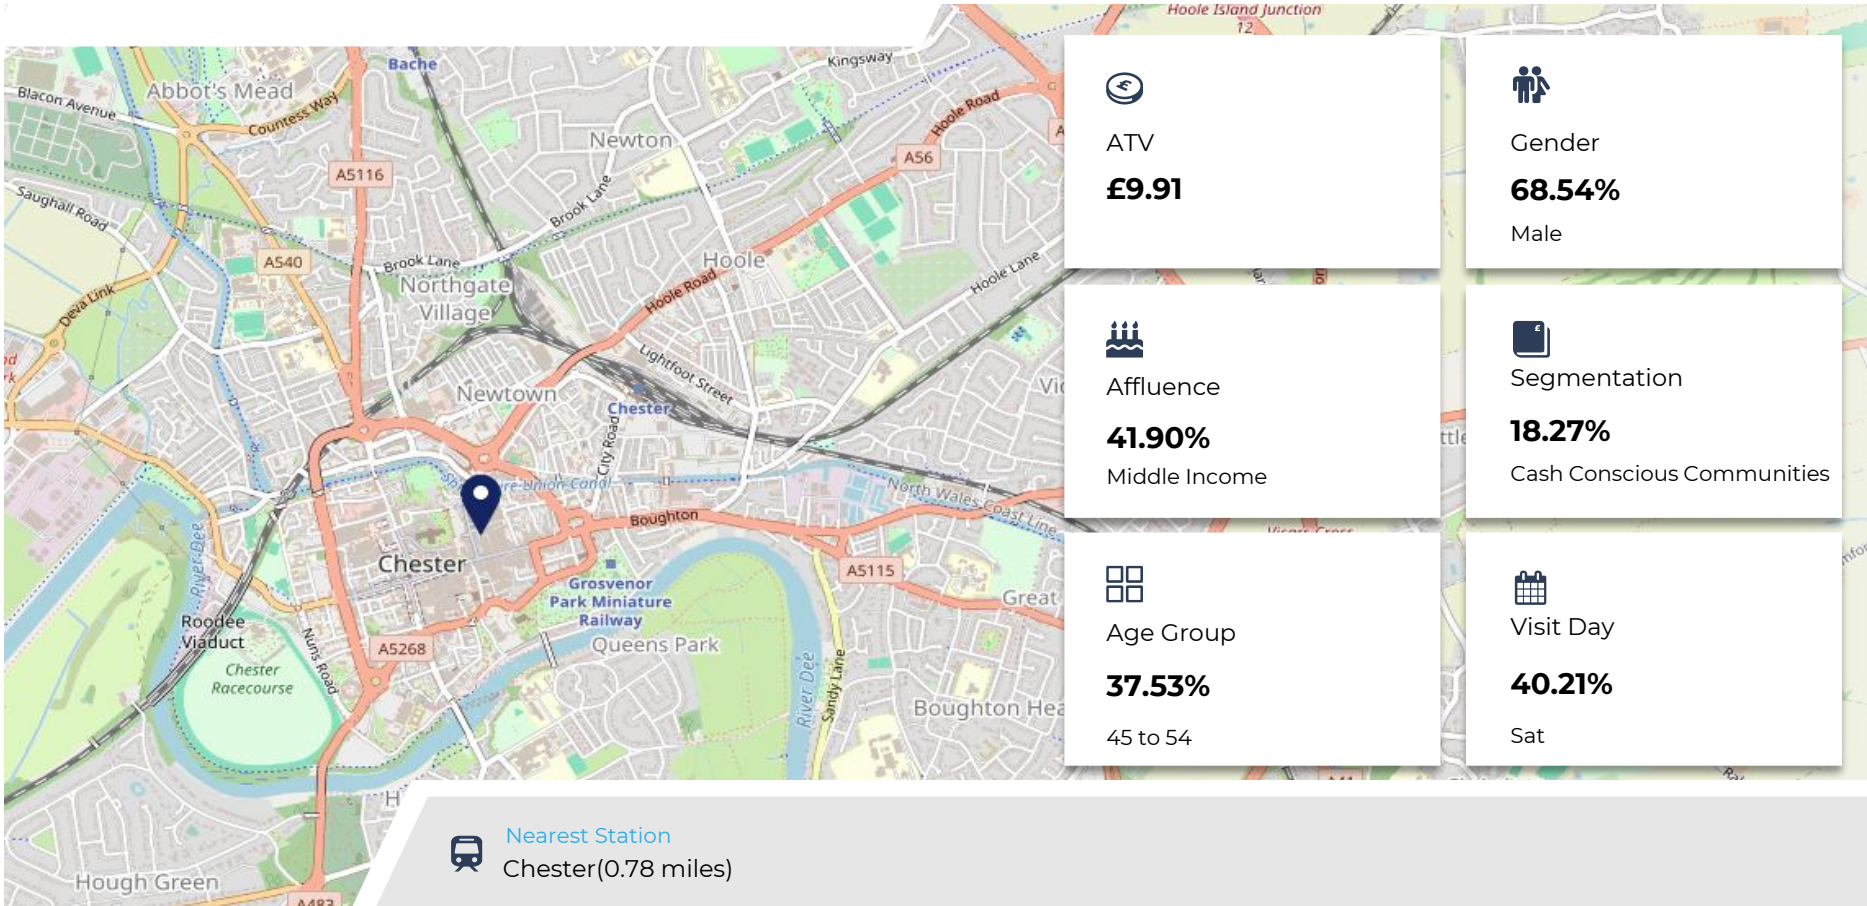 Hoole Island Junction
12
Bache
Kingsway
Abbot's Mead
Blacon Avenue
Countess Way
Hoole Road
Newton
A56
A5116
Saughall Road
Brook Lane
A540
Brook Lane
Hoole
Hoole Lane
Northgate
Village
Hoole Road
Deva Link
Lightfoot Street
Newtown
Chester
City Road
re Union Canal
North Wales Coast Line
Boughton
River Dee
Chester
A5115
Grosvenor
Park Miniature
Railway
Great
Roodee
Viaduct
Nuns Road
A5268
Queens Park
Chester
Racecourse
River Dee
Sandy Lane
Boughton Hea
Hough Green
A483
ATV
£9.91
Gender
68.54%
Male
Affluence
41.90%
Middle Income
Segmentation
18.27%
Cash Conscious Communities
Age Group
37.53%
45 to 54
Visit Day
40.21%
Sat
Nearest Station
Chester(0.78 miles)